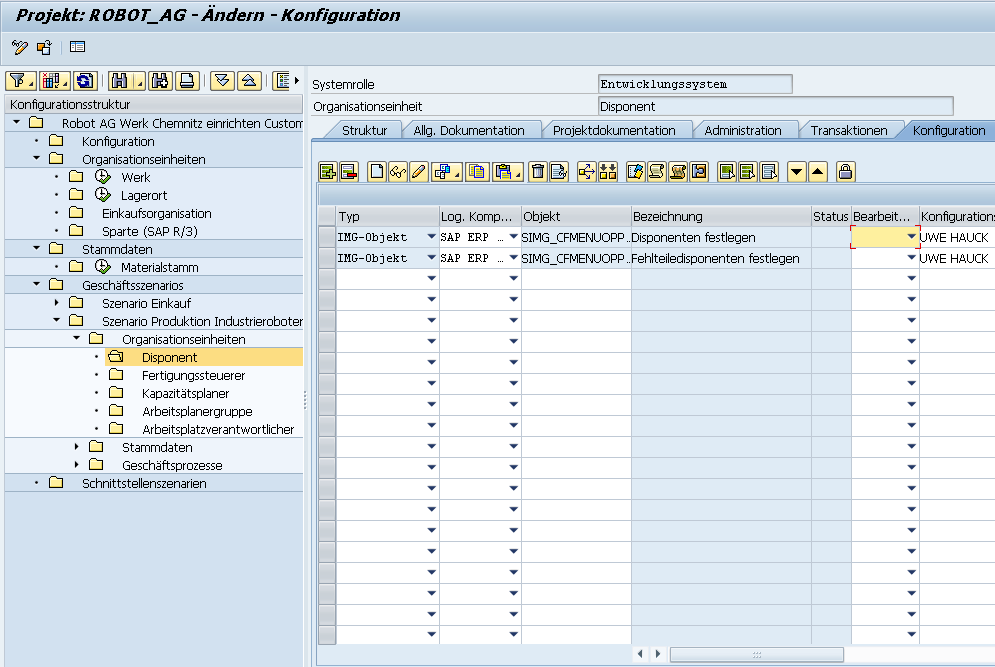 Projekt: ROBOT_AG - Ändern - Konfiguration
Systemrolle
Entwicklungssystem
Organisationseinheit
Disponent
Struktur
Allg. Dokumentation
Projektdokumentation
Administration
Transaktionen
Konfiguration
Konfigurationsstruktur
Robot AG Werk Chemnitz einrichten Custom
Konfiguration
Organisationseinheiten
Werk
Lagerort
Einkaufsorganisation
Sparte (SAP R/3)
Stammdaten
Materialstamm
Geschäftsszenarios
Szenario Einkauf
Szenario Produktion Industrieroboter
Organisationseinheiten
Disponent
Fertigungssteuerer
Kapazitätsplaner
Arbeitsplanergruppe
Arbeitsplatzverantwortlicher
Stammdaten
Geschäftsprozesse
Schnittstellenszenarien
Typ Log. Komp... Objekt Bezeichnung Status Bearbeit... Konfigurations
IMG-Objekt SAP ERP ... SIMG_CFMENUOPP... Disponenten festlegen UWE HAUCK
IMG-Objekt SAP ERP ... SIMG_CFMENUOPP... Fehlteiledisponenten festlegen UWE HAUCK